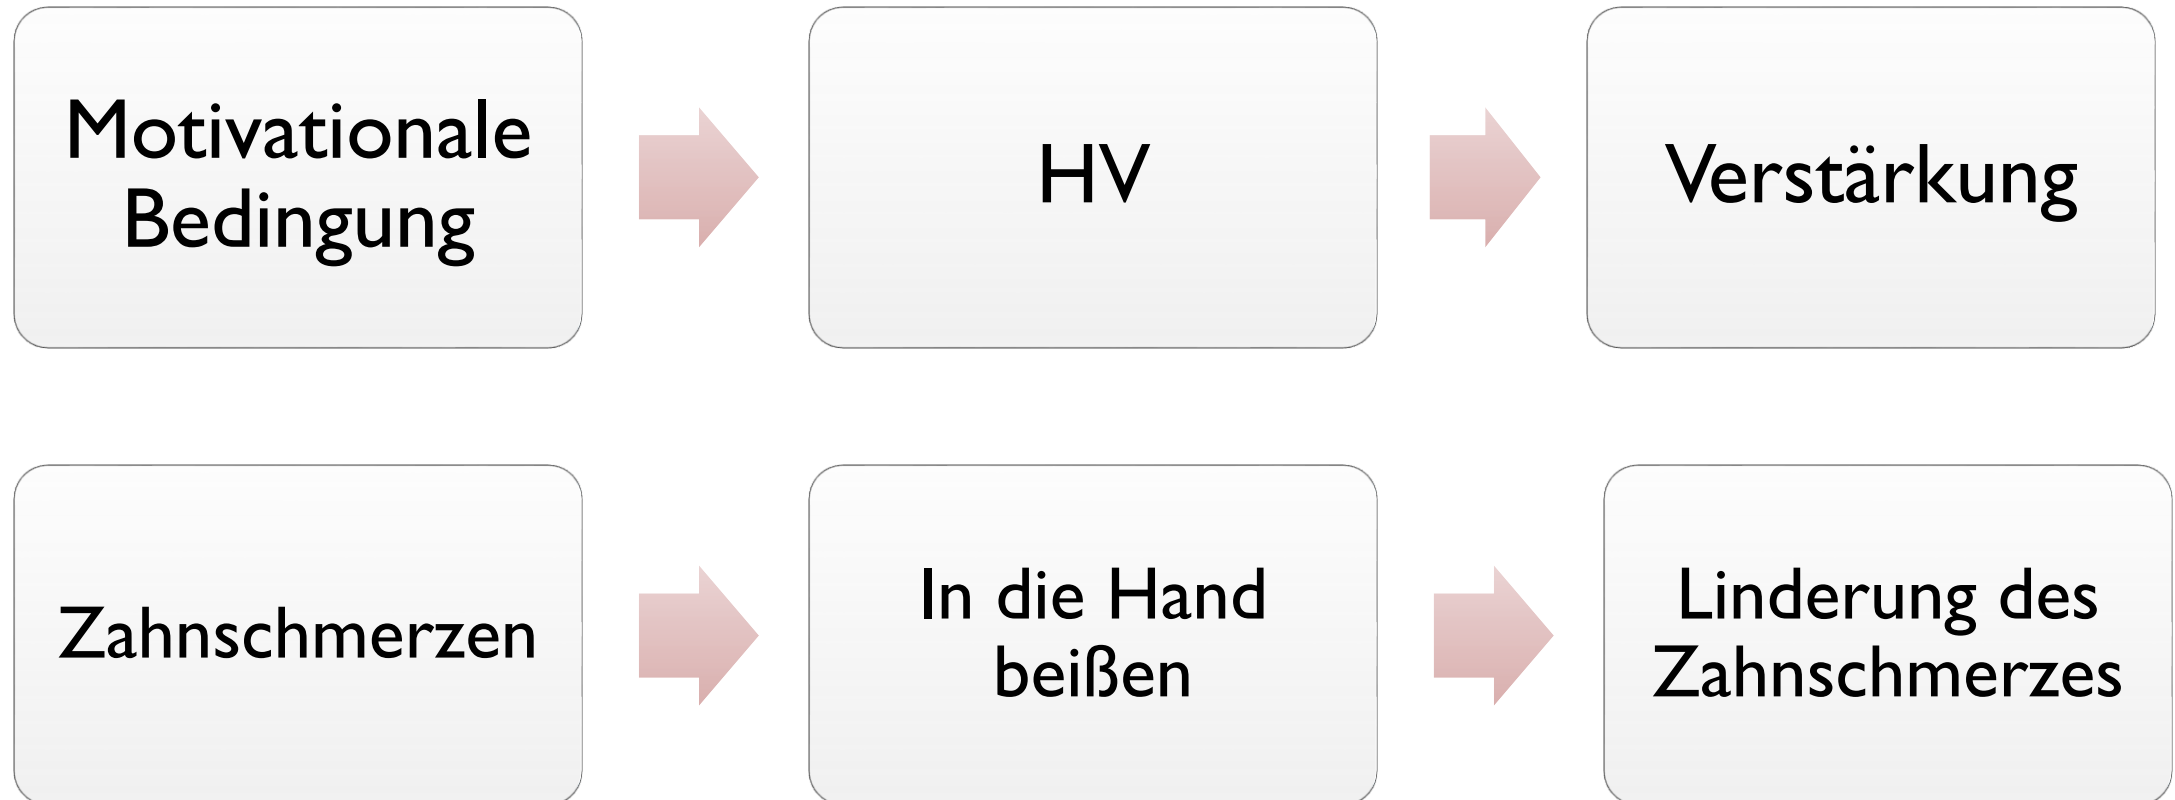 Motivationale
Bedingung
HV
Verstärkung
Zahnschmerzen
In die Hand
beißen
Linderung des
Zahnschmerzes